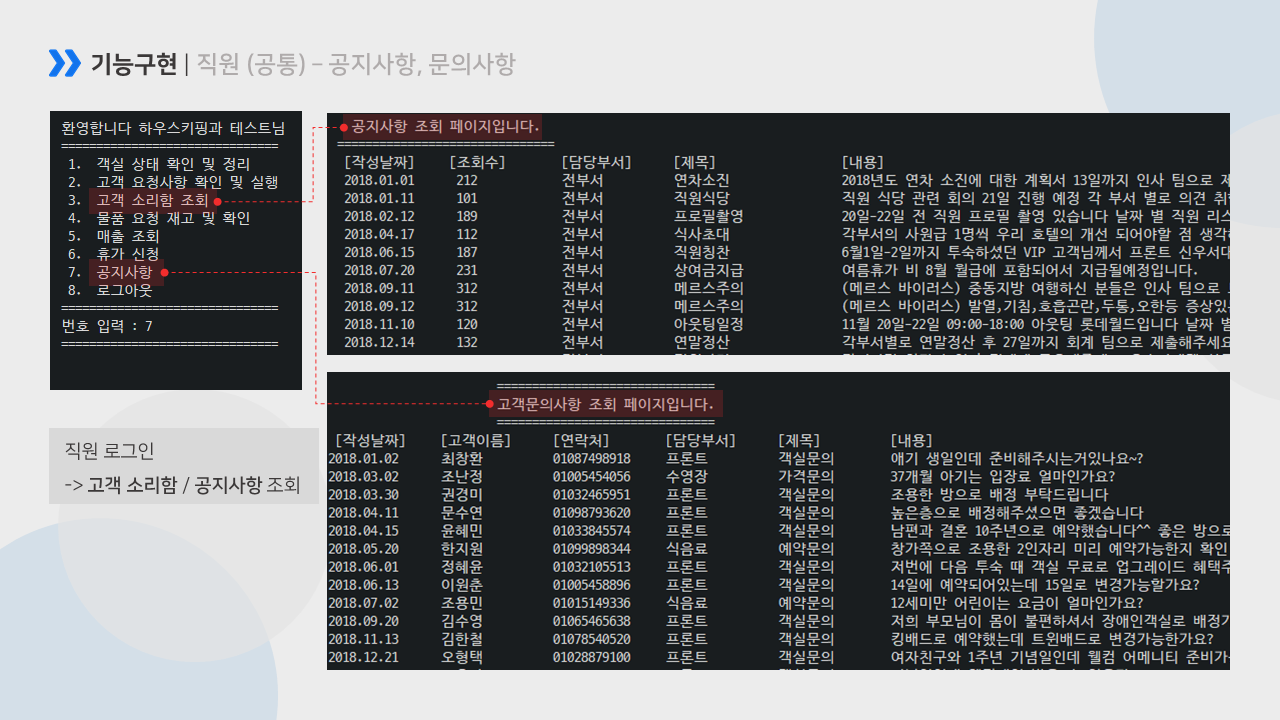 기능구현 | 직원 (공통) – 공지사항, 문의사항
환영합니다 하우스키핑과 테스트님
===============================
1. 객실 상태 확인 및 정리
2. 고객 요청사항 확인 및 실행
3. 고객 소리함 조회
4. 물품 요청 재고 및 확인
5. 매출 조회
6. 휴가 신청
7. 공지사항
8. 로그아웃
===============================
번호 입력 : 7
===============================
직원 로그인
-> 고객 소리함 / 공지사항 조회
공지사항 조회 페이지입니다.
===============================
[작성날짜] [조회수] [담당부서] [제목] [내용]
2018.01.01 212 전부서 연차소진 2018년도 연차 소진에 대한 계획서 13일까지 인사 팀으로
2018.01.11 101 전부서 직원식당 직원 식당 관련 회의 21일 진행 예정 각 부서 별로 의견
2018.02.12 189 전부서 프로필촬영 20일-22일 전 직원 프로필 촬영 있습니다 날짜 별 직원
2018.04.17 112 전부서 식사초대 각부서의 사원급 1명씩 우리 호텔의 개선 되어야할 점
2018.06.15 187 전부서 직원칭찬 6월1일-2일까지 투숙하셨던 VIP 고객님께서 프론트
2018.07.20 231 전부서 상여금지급 여름휴가 비 8월 월급에 포함되어서 지급될예정입니다.
2018.09.11 312 전부서 메르스주의 (메르스 바이러스) 중동지방 여행하신 분들은 인사 팀으로
2018.09.12 312 전부서 메르스주의 (메르스 바이러스) 발열,기침,호흡곤란,두통,오한등
2018.11.10 120 전부서 아웃팅일정 11월 20일-22일 09:00-18:00 아웃팅 롯데월드입니다 날짜
2018.12.14 132 전부서 연말정산 각부서별로 연말정산 후 27일까지 회계 팀으로 제출해주세요
===============================
고객문의사항 조회 페이지입니다.
===============================
[작성날짜] [고객이름] [연락처] [담당부서] [제목] [내용]
2018.01.02 최창환 01087498918 프론트 객실문의 애기 생일인데 준비해주시는거있나요~?
2018.03.02 조난정 01005454056 수영장 가격문의 37개월 아기는 입장료 얼마인가요?
2018.03.30 권경미 01032465951 프론트 객실문의 조용한 방으로 배정 부탁드립니다
2018.04.11 문수연 01098793620 프론트 객실문의 높은층으로 배정해주셨으면 좋겠습니다
2018.04.15 윤혜민 01033845574 프론트 객실문의 남편과 결혼 10주년으로 예약했습니다^^ 좋은 방으로
2018.05.20 한지원 01099898344 식음료 예약문의 창가쪽으로 조용한 2인자리 미리 예약가능한지 확인
2018.06.01 정혜윤 01032105513 프론트 객실문의 저번에 다음 투숙 때 객실 무료로 업그레이드
2018.06.13 이원춘 01005458896 프론트 객실문의 14일에 예약되어있는데 15일로 변경가능할가요?
2018.07.02 조용민 01015149336 식음료 예약문의 12세미만 어린이는 요금이 얼마인가요?
2018.09.20 김수영 01065465638 프론트 객실문의 저희 부모님이 몸이 불편하셔서 장애인객실로
2018.11.13 김한철 01078540520 프론트 객실문의 킹배드로 예약했는데 트윈배드로 변경가능한가요?
2018.12.21 오형택 01028879100 프론트 객실문의 여자친구와 1주년 기념일인데 웰컴 어메니티